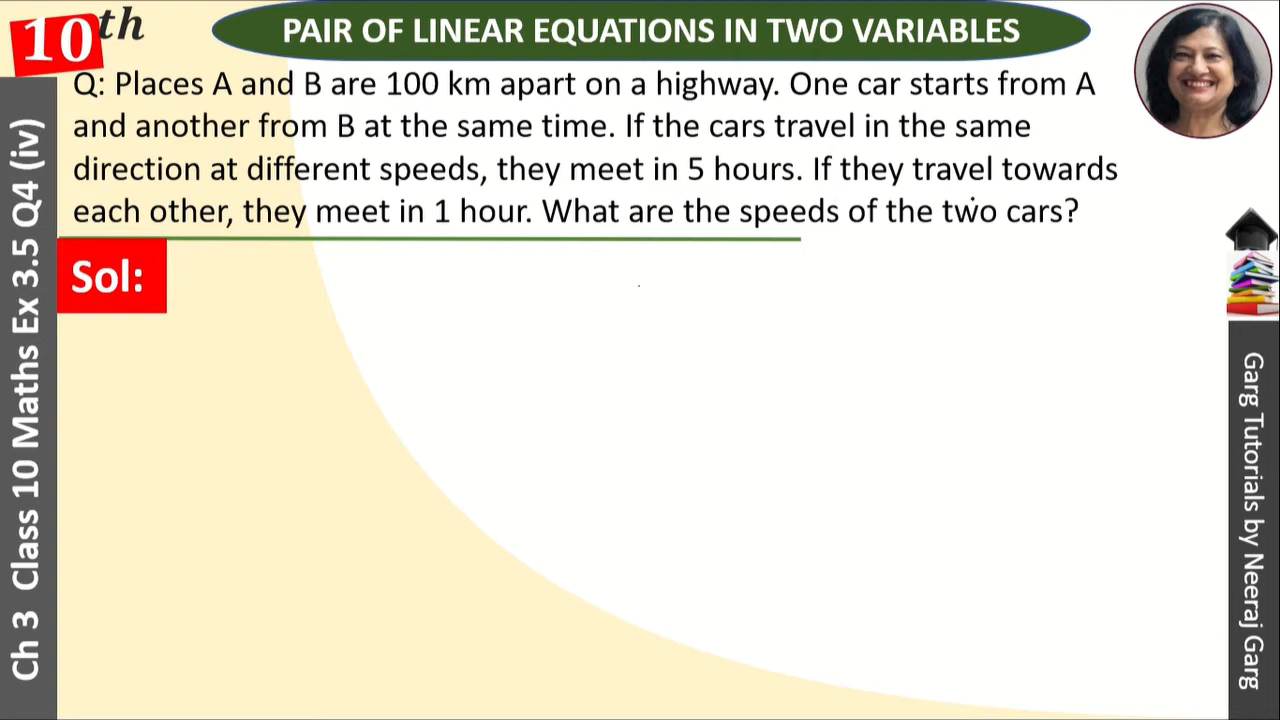 10th
PAIR OF LINEAR EQUATIONS IN TWO VARIABLES
Q: Places A and B are 100 km apart on a highway. One car starts from A
and another from B at the same time. If the cars travel in the same
direction at different speeds, they meet in 5 hours. If they travel towards
each other, they meet in 1 hour. What are the speeds of the two cars?
Sol:
Ch 3 Class 10 Maths Ex 3.5 Q4 (iv)
Garg Tutorials by Neeraj Garg